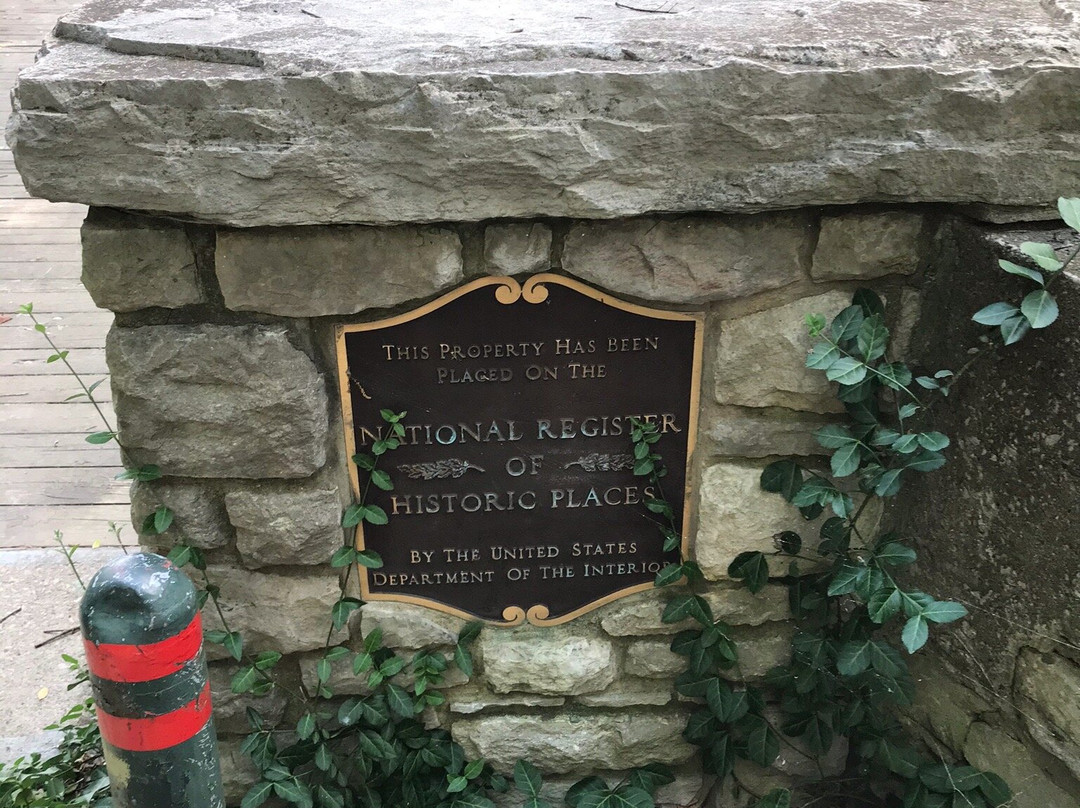 This Property Has Been
Placed On The
National Register
of
Historic Places
By The United States
Department Of The Interior